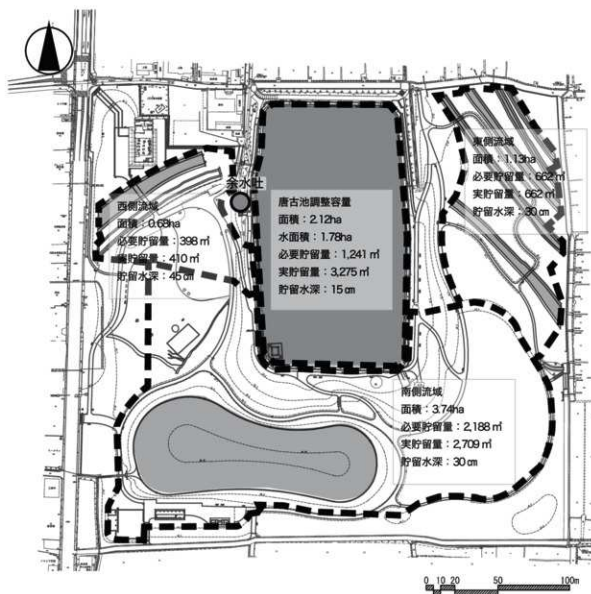 余水吐
西側流域
面積：0.68ha
必要貯留量：398㎥
実貯留量：410㎥
貯留水深：45㎝
唐古池調整容量
面積：2.12ha
水面積：1.78ha
必要貯留量：1,241㎥
実貯留量：3,275㎥
貯留水深：15㎝
東側流域
面積：1.13ha
必要貯留量：662㎥
実貯留量：662㎥
貯留水深：30㎝
南側流域
面積：3.74ha
必要貯留量：2,188㎥
実貯留量：2,709㎥
貯留水深：30㎝
0 10 20 50 100m